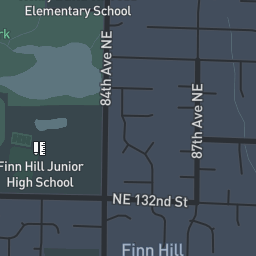 Elementary School
84th Ave NE
87th Ave NE
Finn Hill Junior
High School
NE 132nd St
Finn Hill